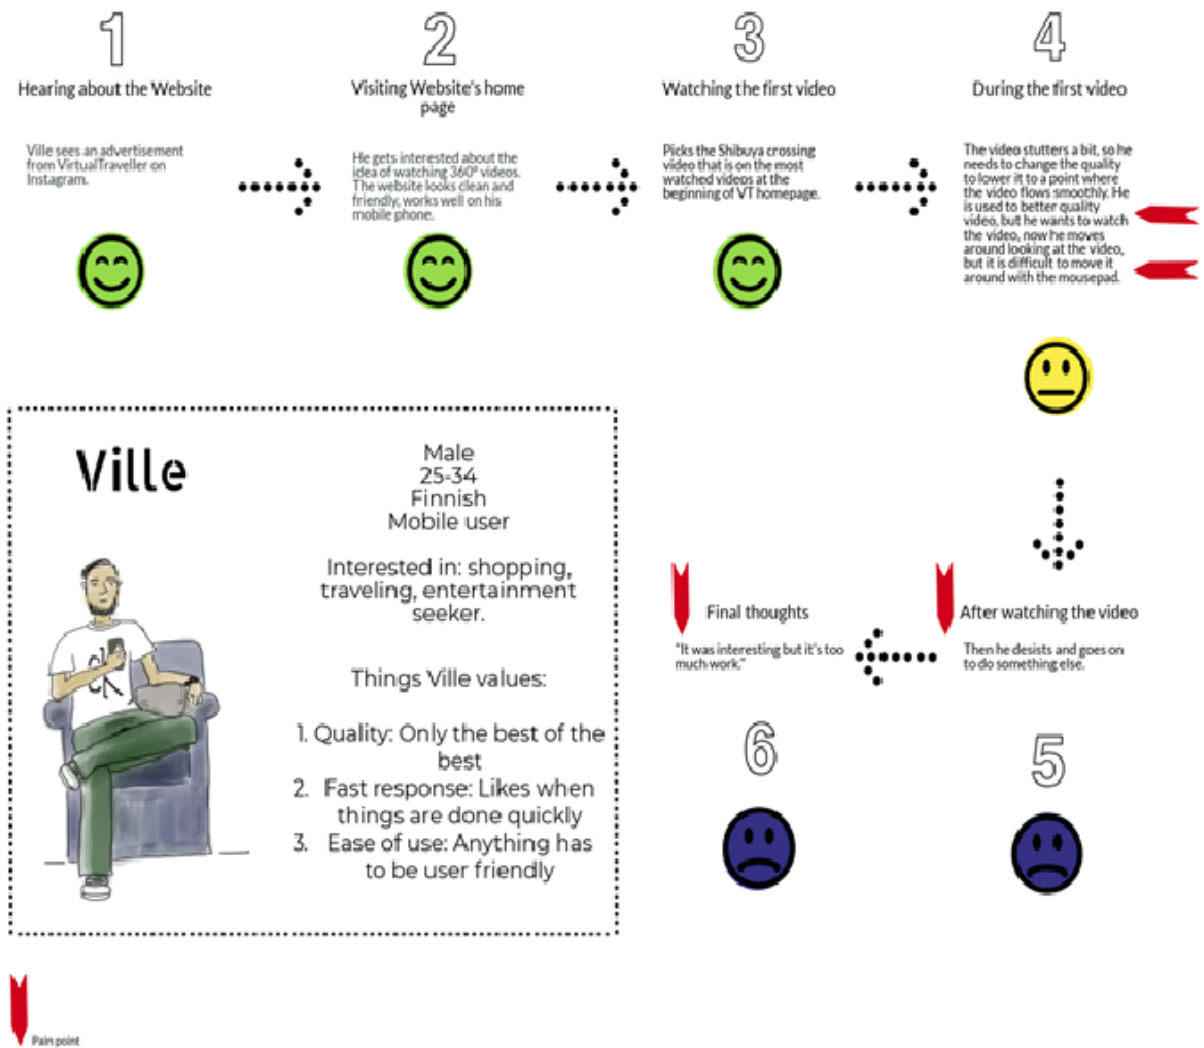 1
Hearing about the Website
Ville sees an advertisement
from VirtualTraveller on
Instagram.
2
Visiting Website's home
page
He gets interested about the
idea of watching 360º videos.
The website looks clean and
friendly, works well on his
mobile phone.
3
Watching the first video
Picks the Shibuya crossing
video that is on the most
watched videos at the
beginning of VT homepage.
4
During the first video
The video stutters a bit, so he
needs to change the quality
to lower it to a point where
the video flows smoothly. He
is used to better quality
video, but he wants to watch
the video, now he moves
around looking at the video,
but it is difficult to move it
around with the mousepad.
After watching the video
Then he desists and goes on
to do something else.
5
Final thoughts
"It was interesting but it's too
much work."
6
Ville
Male
25-34
Finnish
Mobile user
Interested in: shopping,
traveling, entertainment
seeker.
Things Ville values:
1. Quality: Only the best of the
best
2. Fast response: Likes when
things are done quickly
3. Ease of use: Anything has
to be user friendly
Pain point